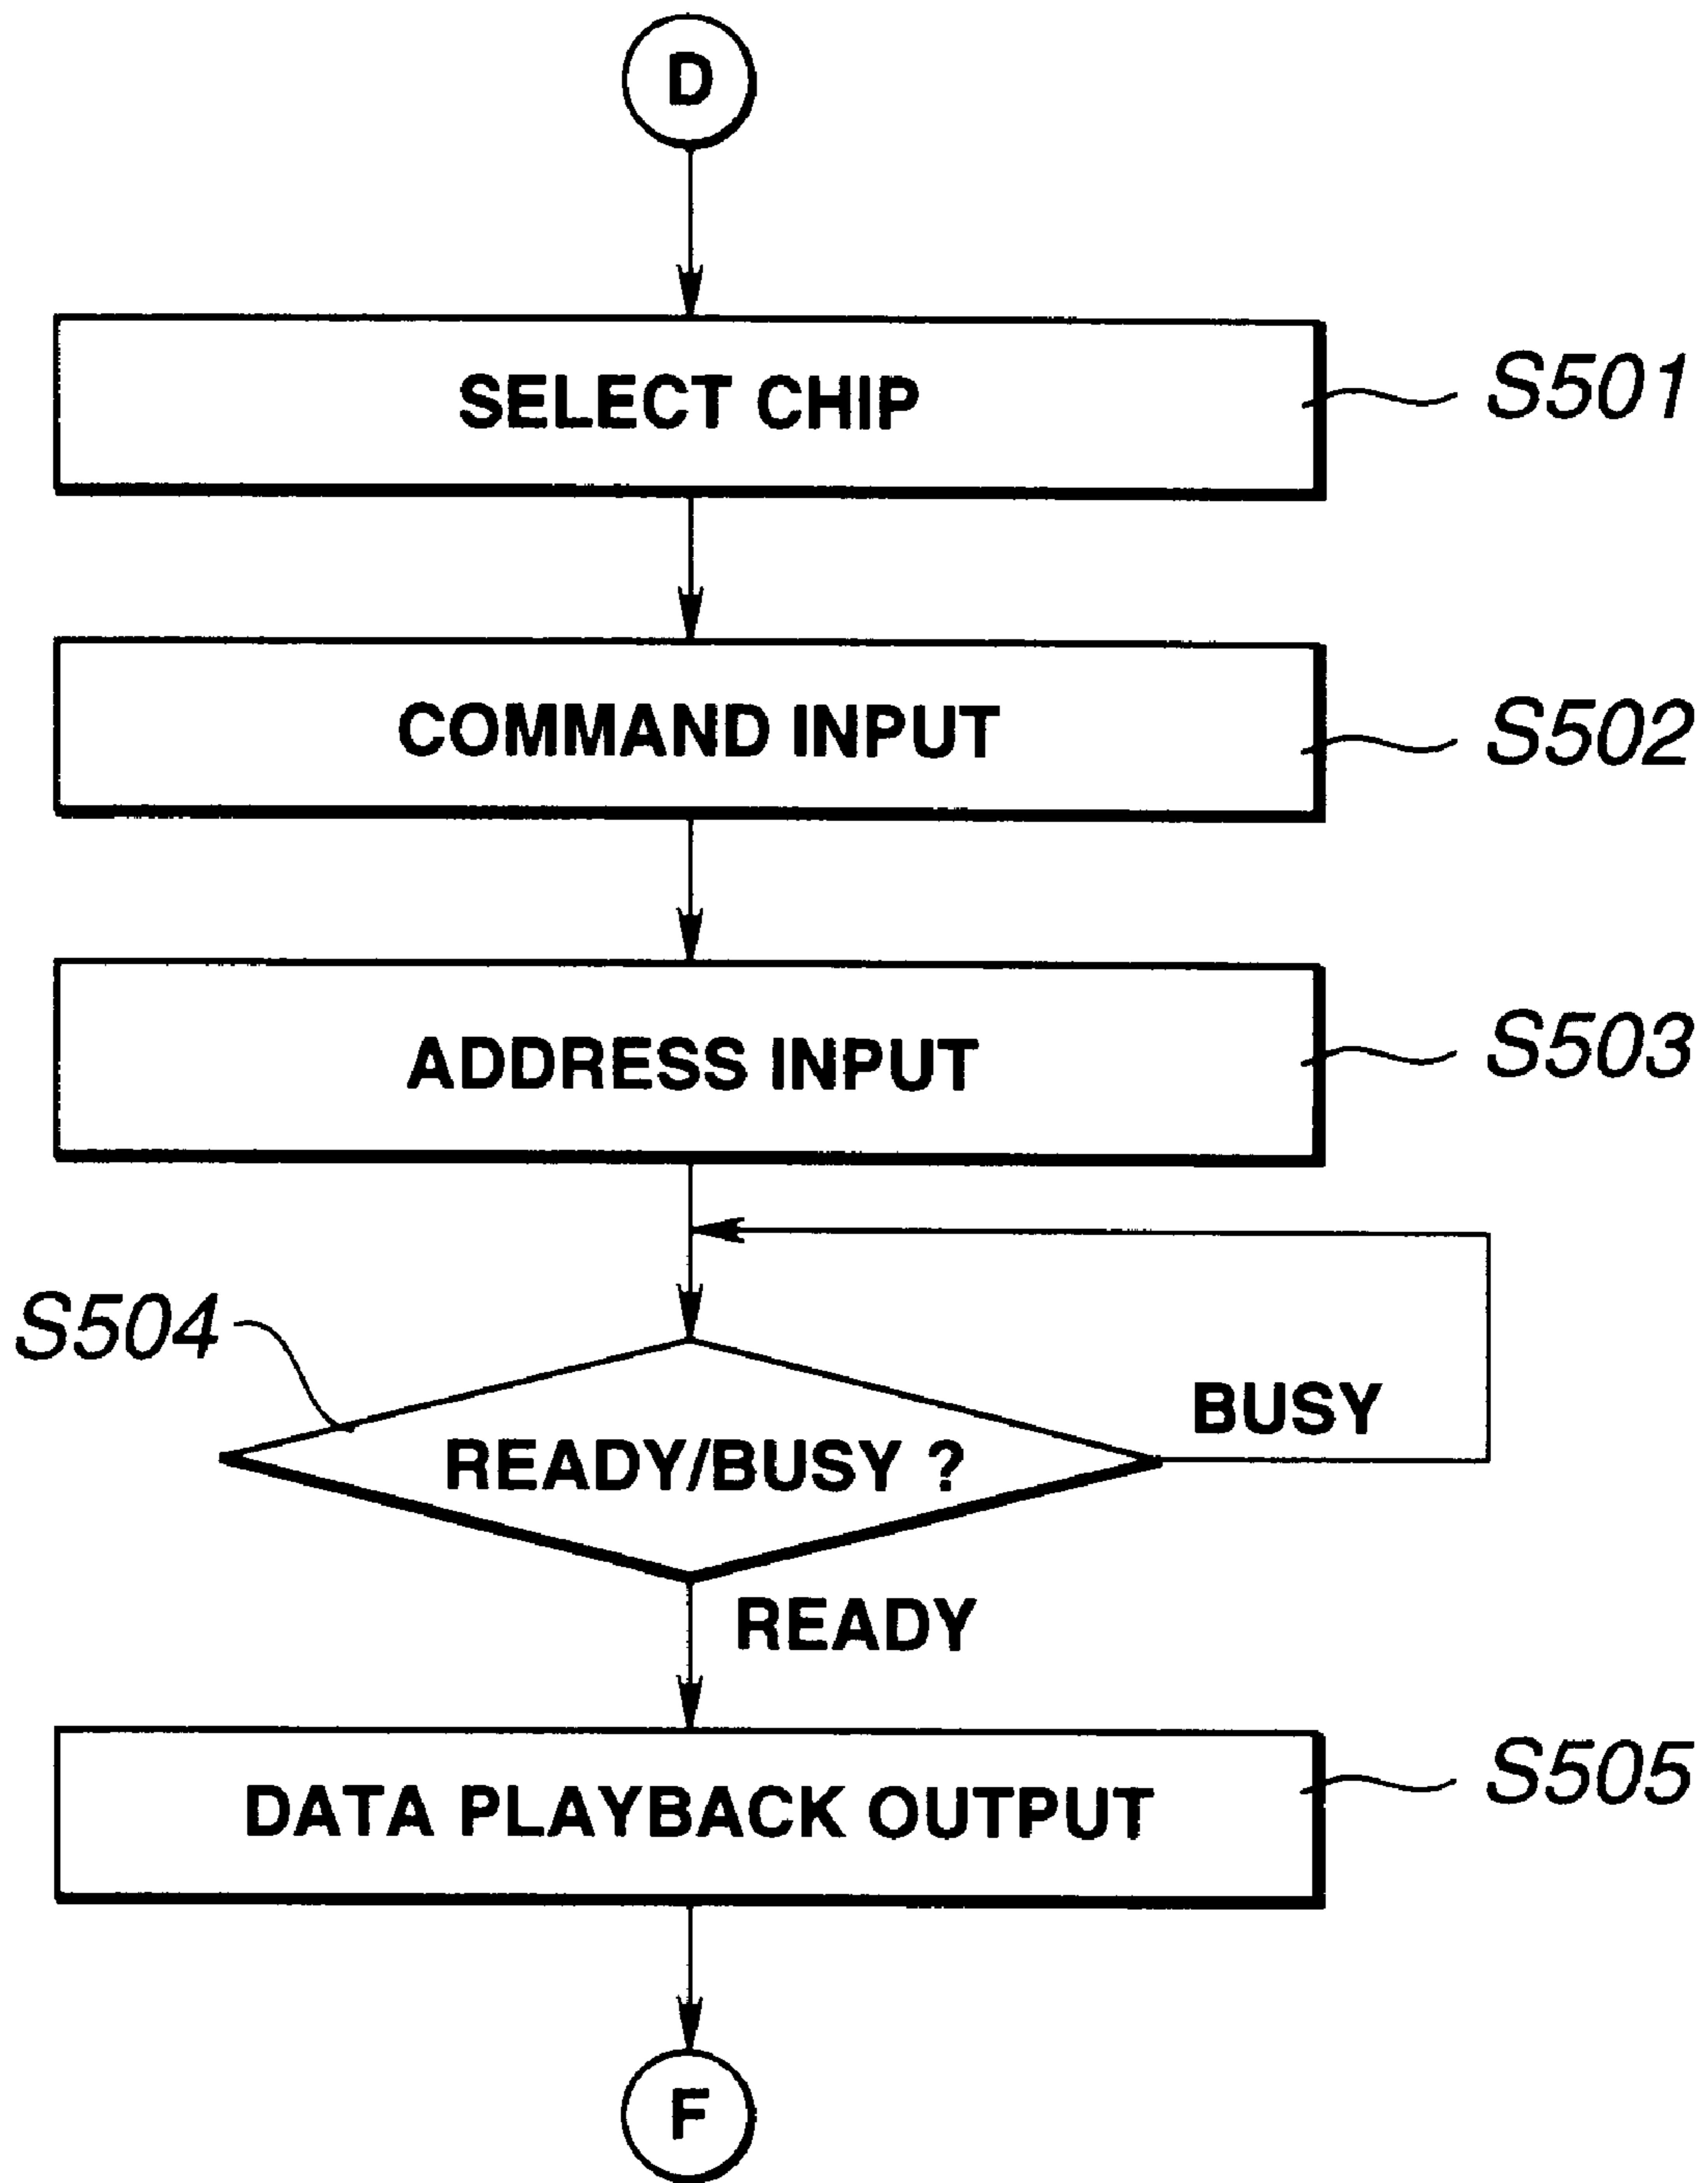 D
SELECT CHIP
S501
COMMAND INPUT
S502
ADDRESS INPUT
S503
S504
BUSY
READY/BUSY ?
READY
DATA PLAYBACK OUTPUT
S505
F